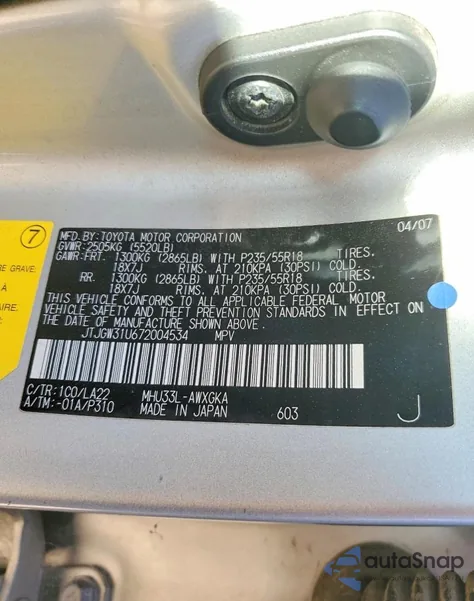 7
RE GRAVE:
À
AIRE,
MFD.BY:TOYOTA MOTOR CORPORATION 04/07
GVWR:2505KG(5520LB)
GAWR:FRT. 1300KG (2865LB) WITH P235/55R18 TIRES.
18X7J RIMS. AT 210KPA (30PSI) COLD.
RR. 1300KG (2865LB) WITH P235/55R18 TIRES.
18X7J RIMS. AT 210KPA (30PSI) COLD.
THIS VEHICLE CONFORMS TO ALL APPLICABLE FEDERAL MOTOR
VEHICLE SAFETY AND THEFT PREVENTION STANDARDS IN EFFECT ON
THE DATE OF MANUFACTURE SHOWN ABOVE.
JTJGW31U672004534 MPV
C/TR:1C0/LA22 MHU33L-AWXGKA
A/TM:-01A/P310 MADE IN JAPAN 603 J
autoSnap